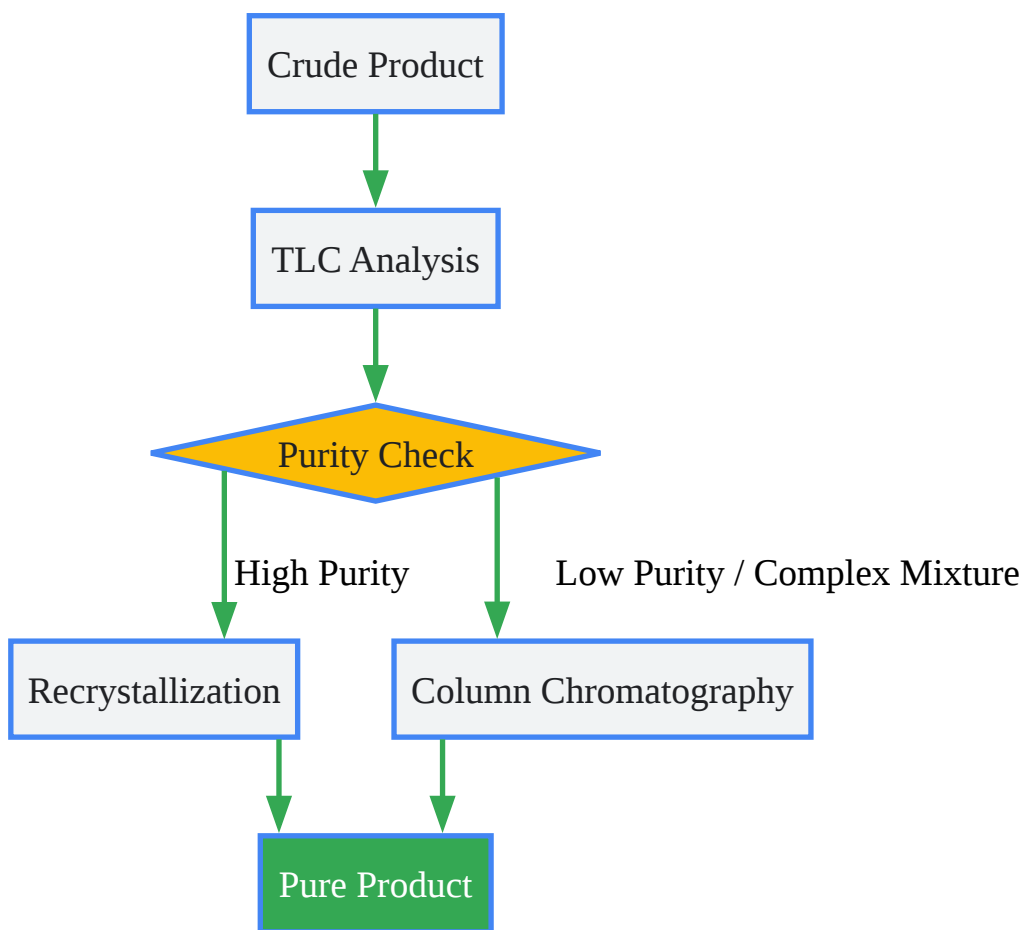 Crude Product
TLC Analysis
Purity Check
High Purity
Low Purity / Complex Mixture
Recrystallization
Column Chromatography
Pure Product